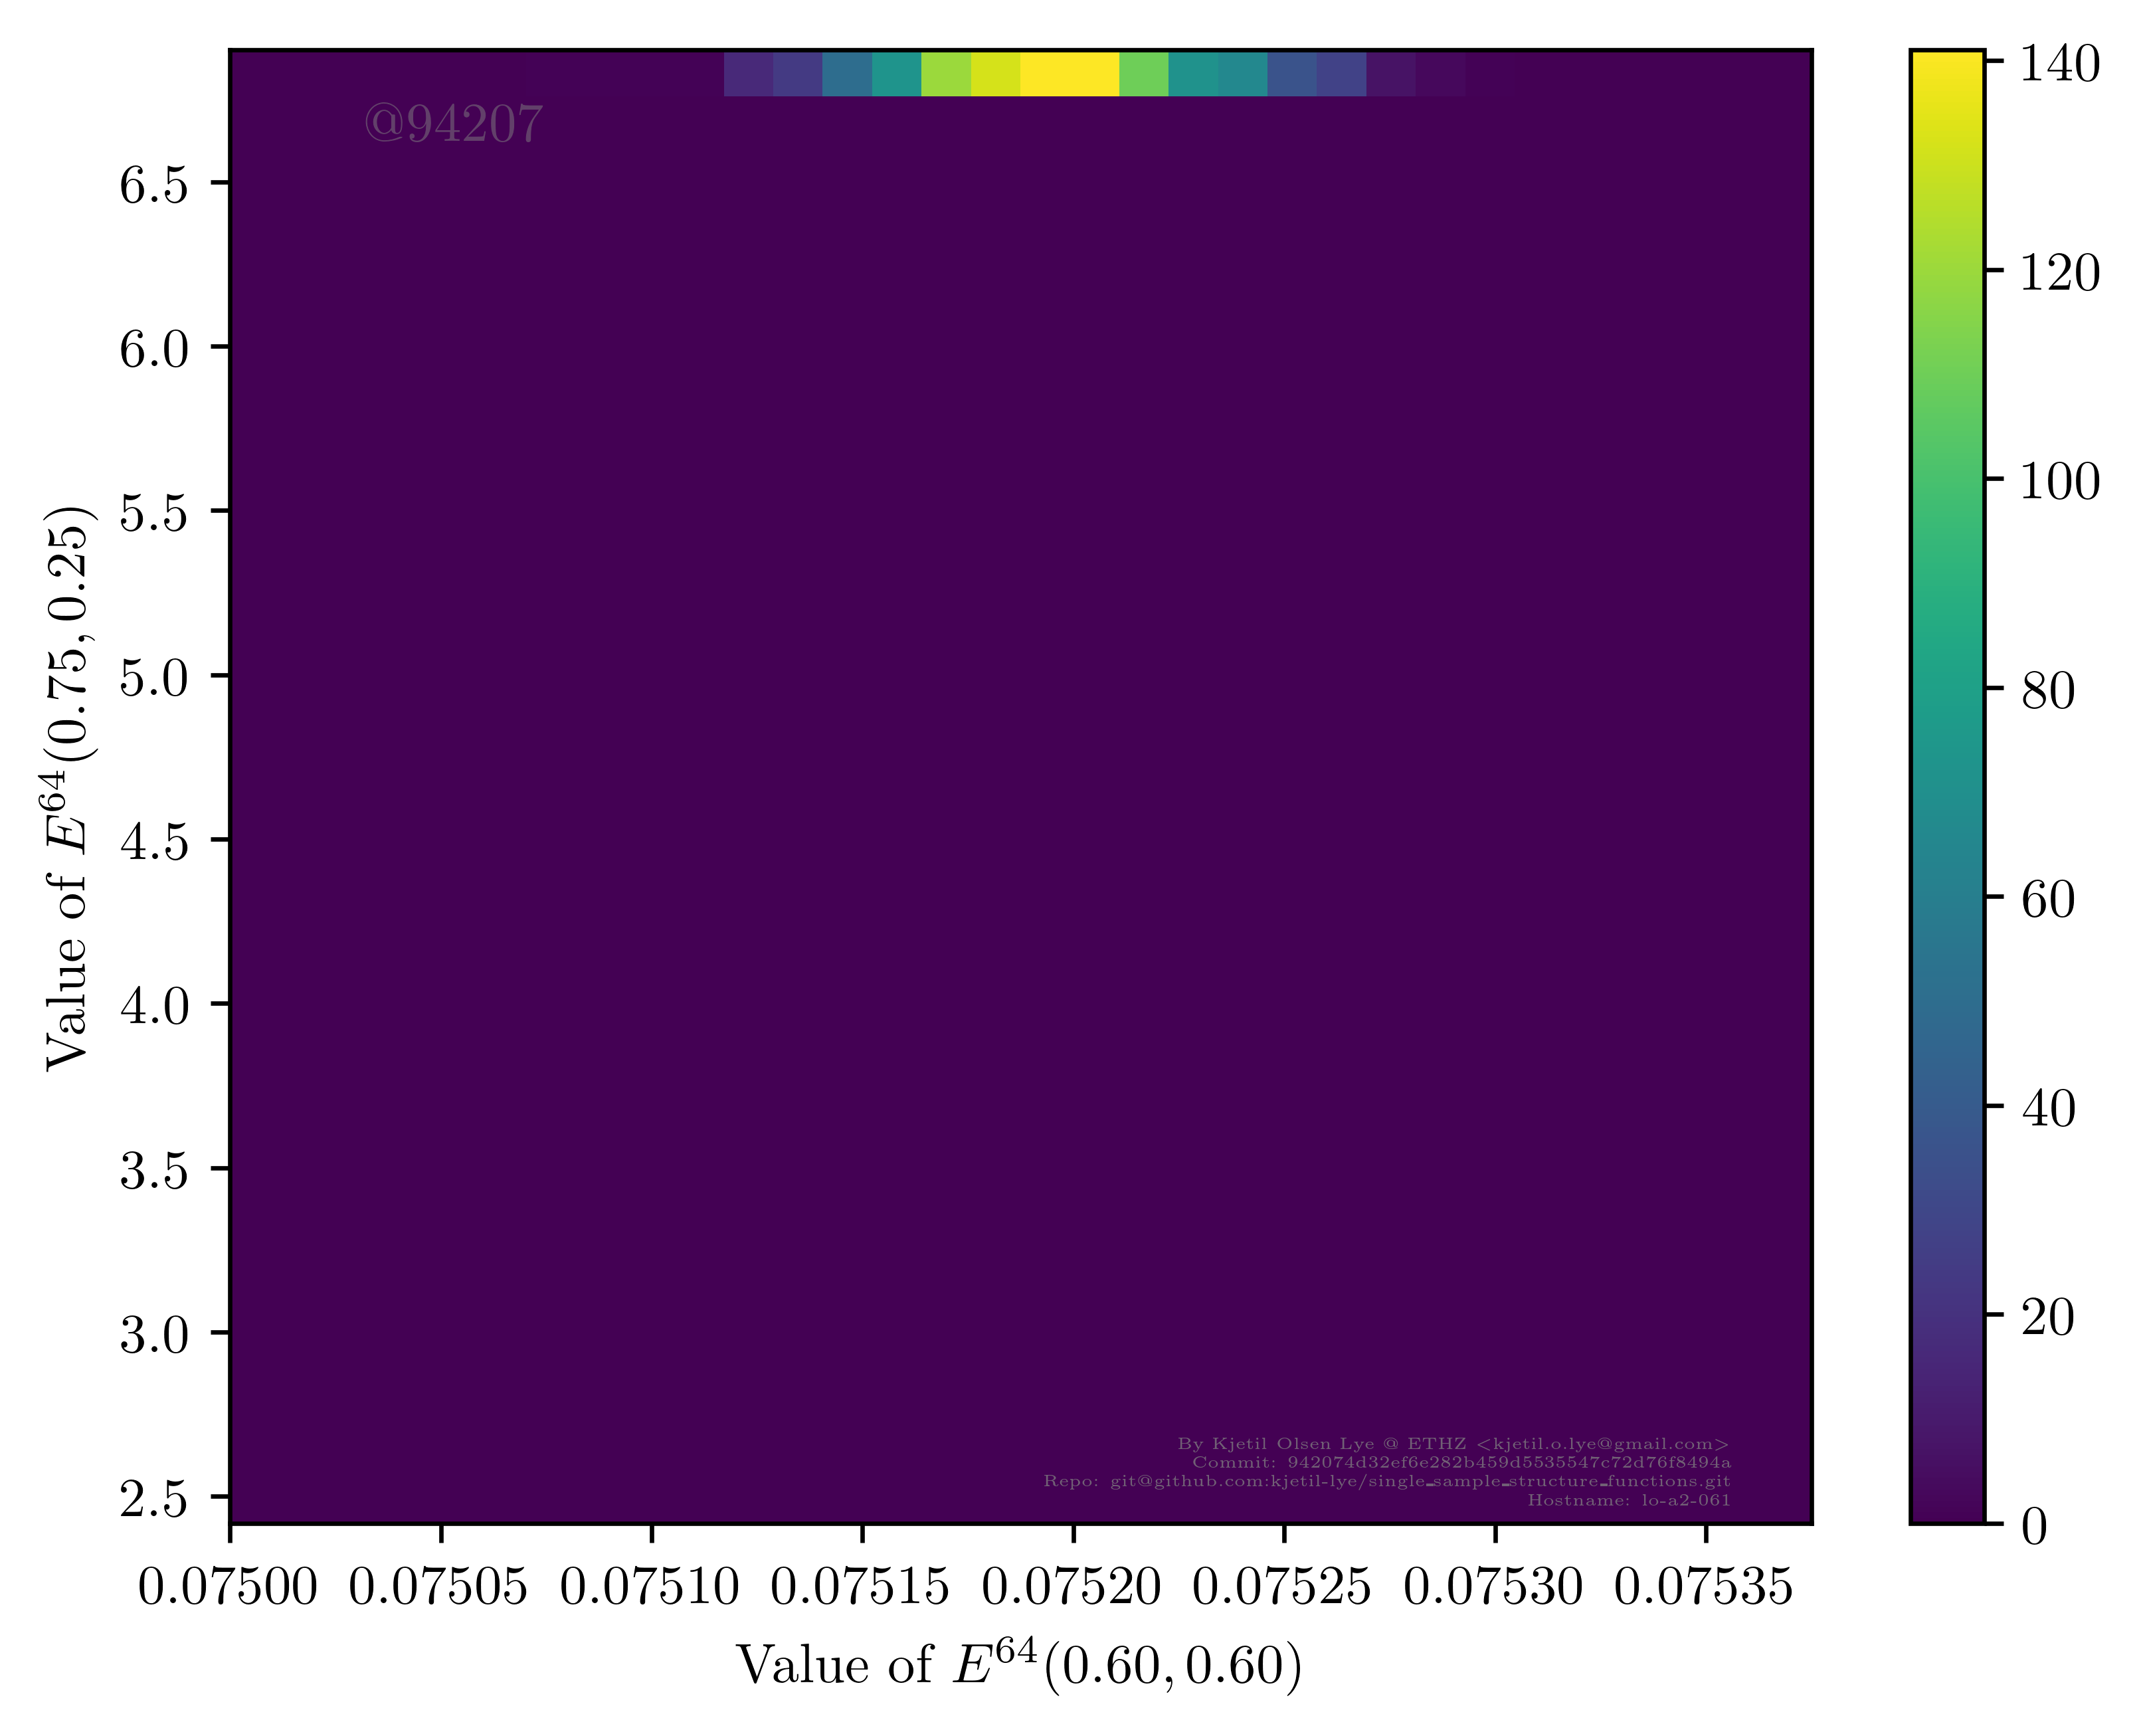 @94207
6.5
6.0
5.5
5.0
4.5
4.0
3.5
3.0
2.5
Value of E^64(0.75, 0.25)
0.07500 0.07505 0.07510 0.07515 0.07520 0.07525 0.07530 0.07535
Value of E^64(0.60, 0.60)
140
120
100
80
60
40
20
0
By Kjetil Olsen Lye @ ETHZ <kjetil.o.lye@gmail.com>
Commit: 942074d32ef6e282b459d5535547c72d76f8494a
Repo: git@github.com:kjetil-lye/single_sample_structure_functions.git
Hostname: lo-a2-061